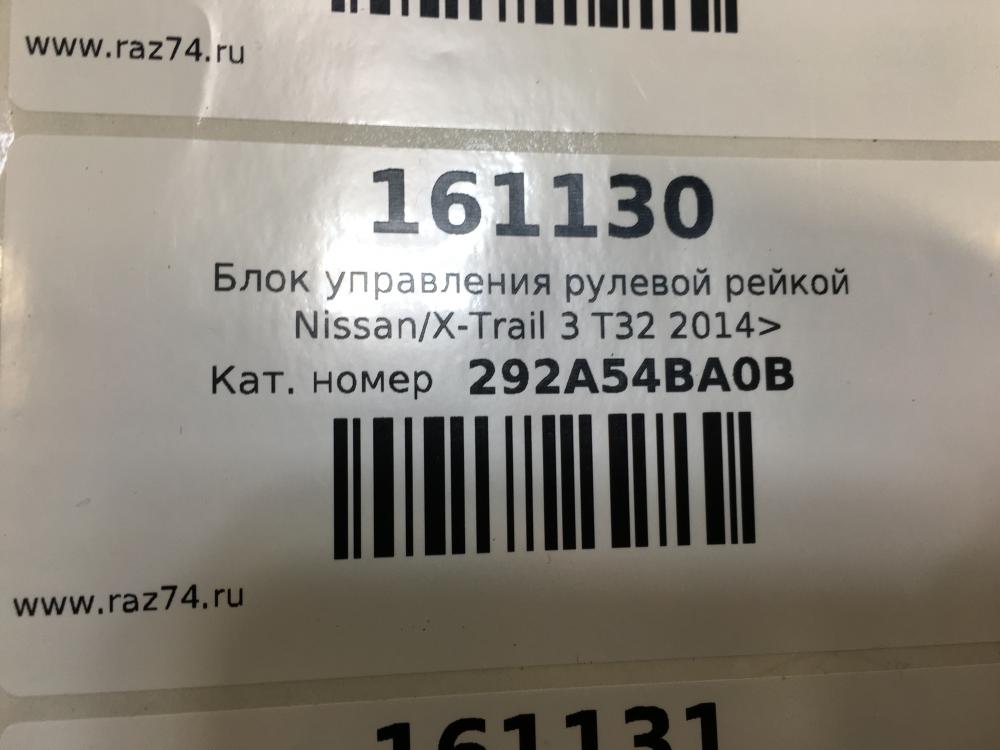 www.raz74.ru
161130
Блок управления рулевой рейкой
Nissan/X-Trail 3 T32 2014>
Кат. номер 292A54BA0B
www.raz74.ru
161131